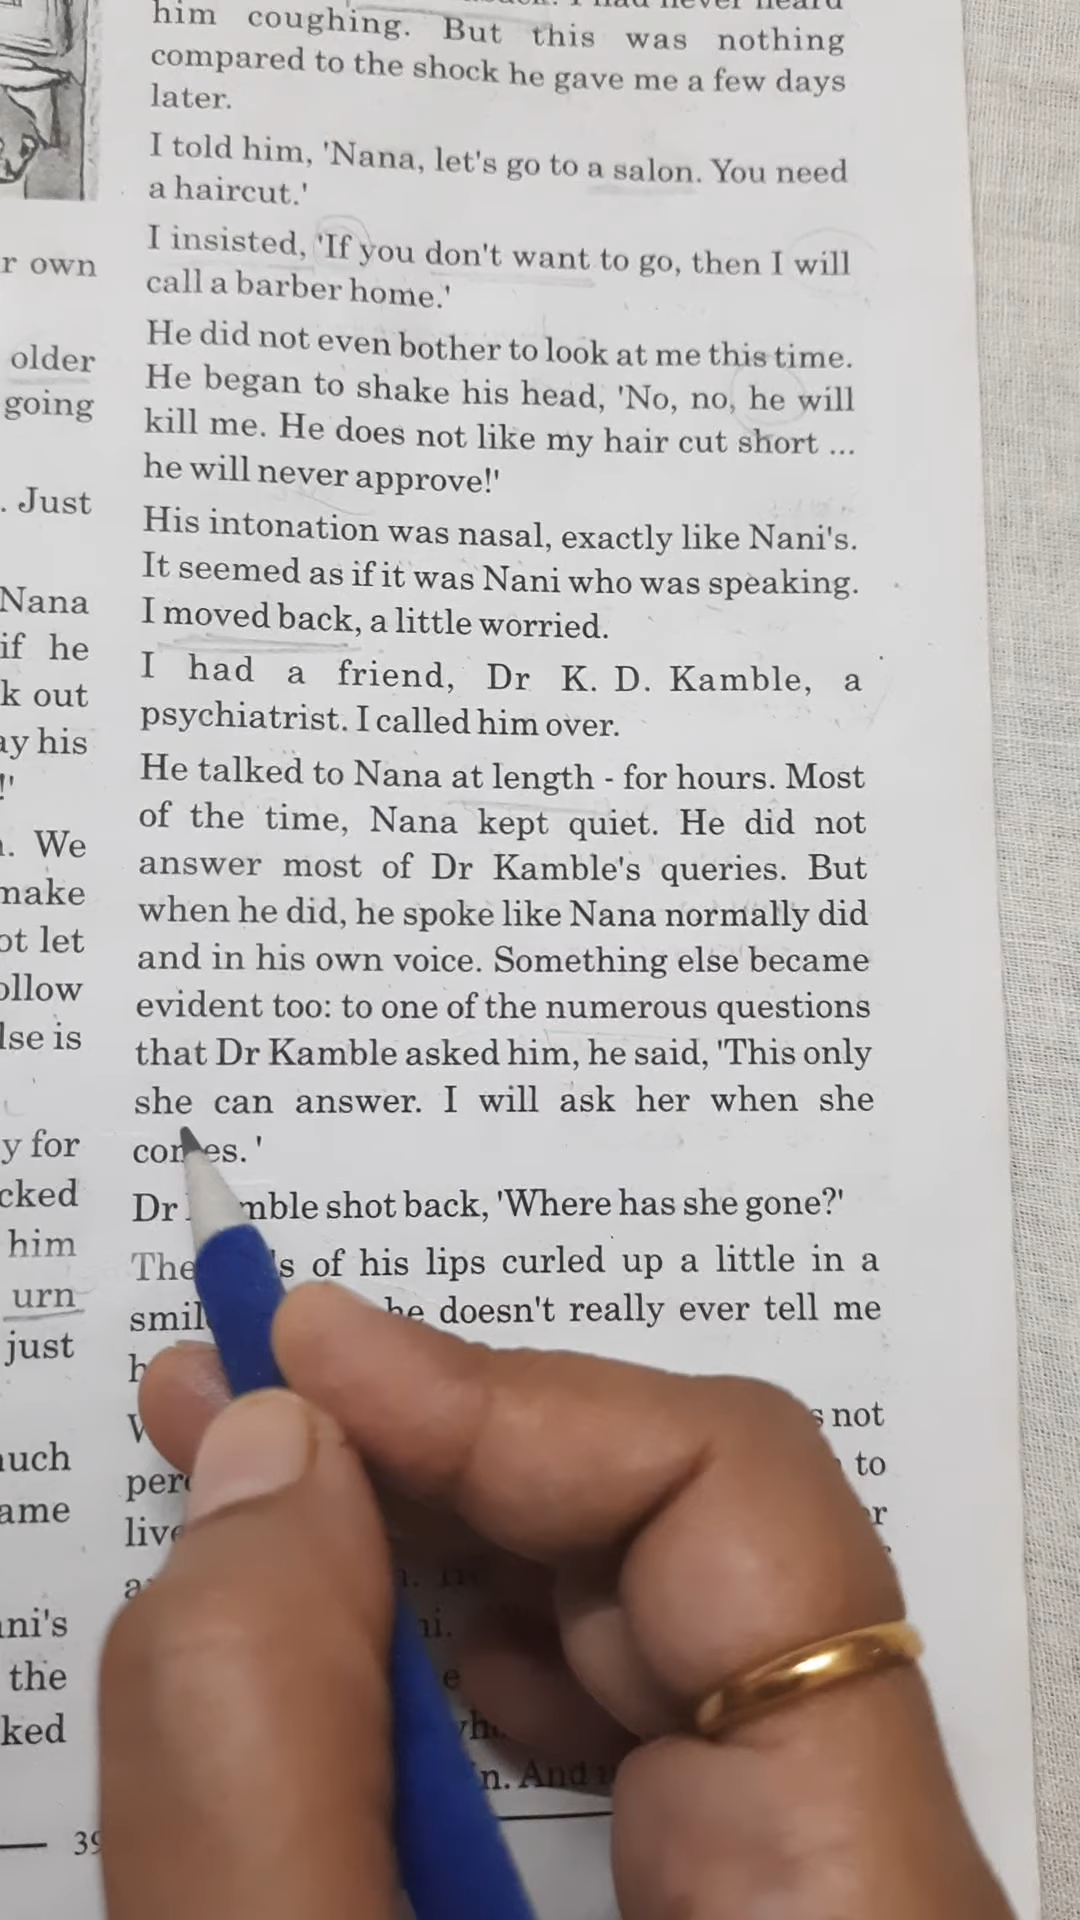 r own
older
going
. Just
Nana
if he
k out
ay his
!'
. We
make
ot let
ollow
lse is
y for
cked
him
urn
just
uch
ame
ni's
the
ked
39
him coughing. But this was nothing
compared to the shock he gave me a few days
later.
I told him, 'Nana, let's go to a salon. You need
a haircut.'
I insisted, 'If you don't want to go, then I will
call a barber home.'
He did not even bother to look at me this time.
He began to shake his head, 'No, no, he will
kill me. He does not like my hair cut short ...
he will never approve!'
His intonation was nasal, exactly like Nani's.
It seemed as if it was Nani who was speaking.
I moved back, a little worried.
I had a friend, Dr K. D. Kamble, a
psychiatrist. I called him over.
He talked to Nana at length - for hours. Most
of the time, Nana kept quiet. He did not
answer most of Dr Kamble's queries. But
when he did, he spoke like Nana normally did
and in his own voice. Something else became
evident too: to one of the numerous questions
that Dr Kamble asked him, he said, 'This only
she can answer. I will ask her when she
comes. '
Dr mble shot back, 'Where has she gone?'
The s of his lips curled up a little in a
smil he doesn't really ever tell me
not
per to
live
n. And